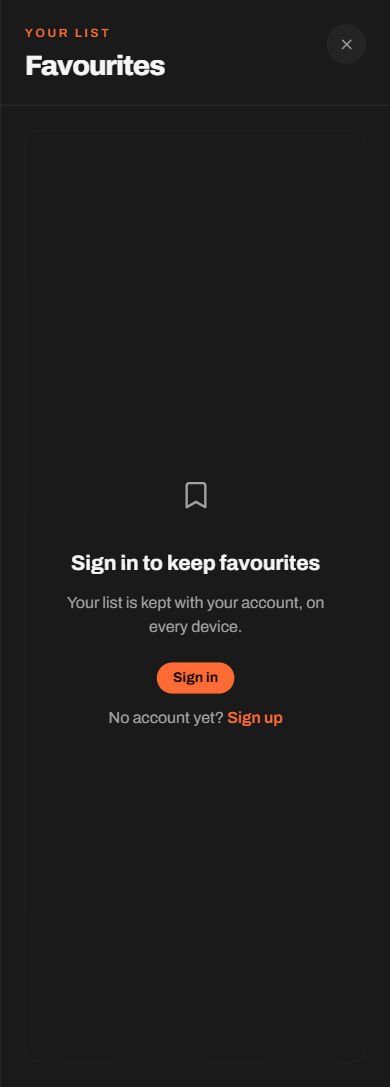 YOUR LIST
Favourites
Sign in to keep favourites
Your list is kept with your account, on
every device.
Sign in
No account yet? Sign up